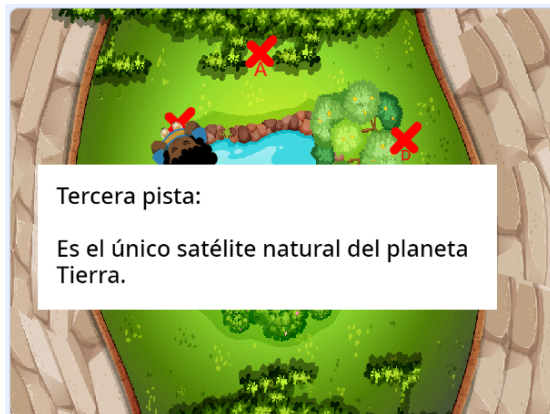 A
D
Tercera pista:
Es el único satélite natural del planeta
Tierra.